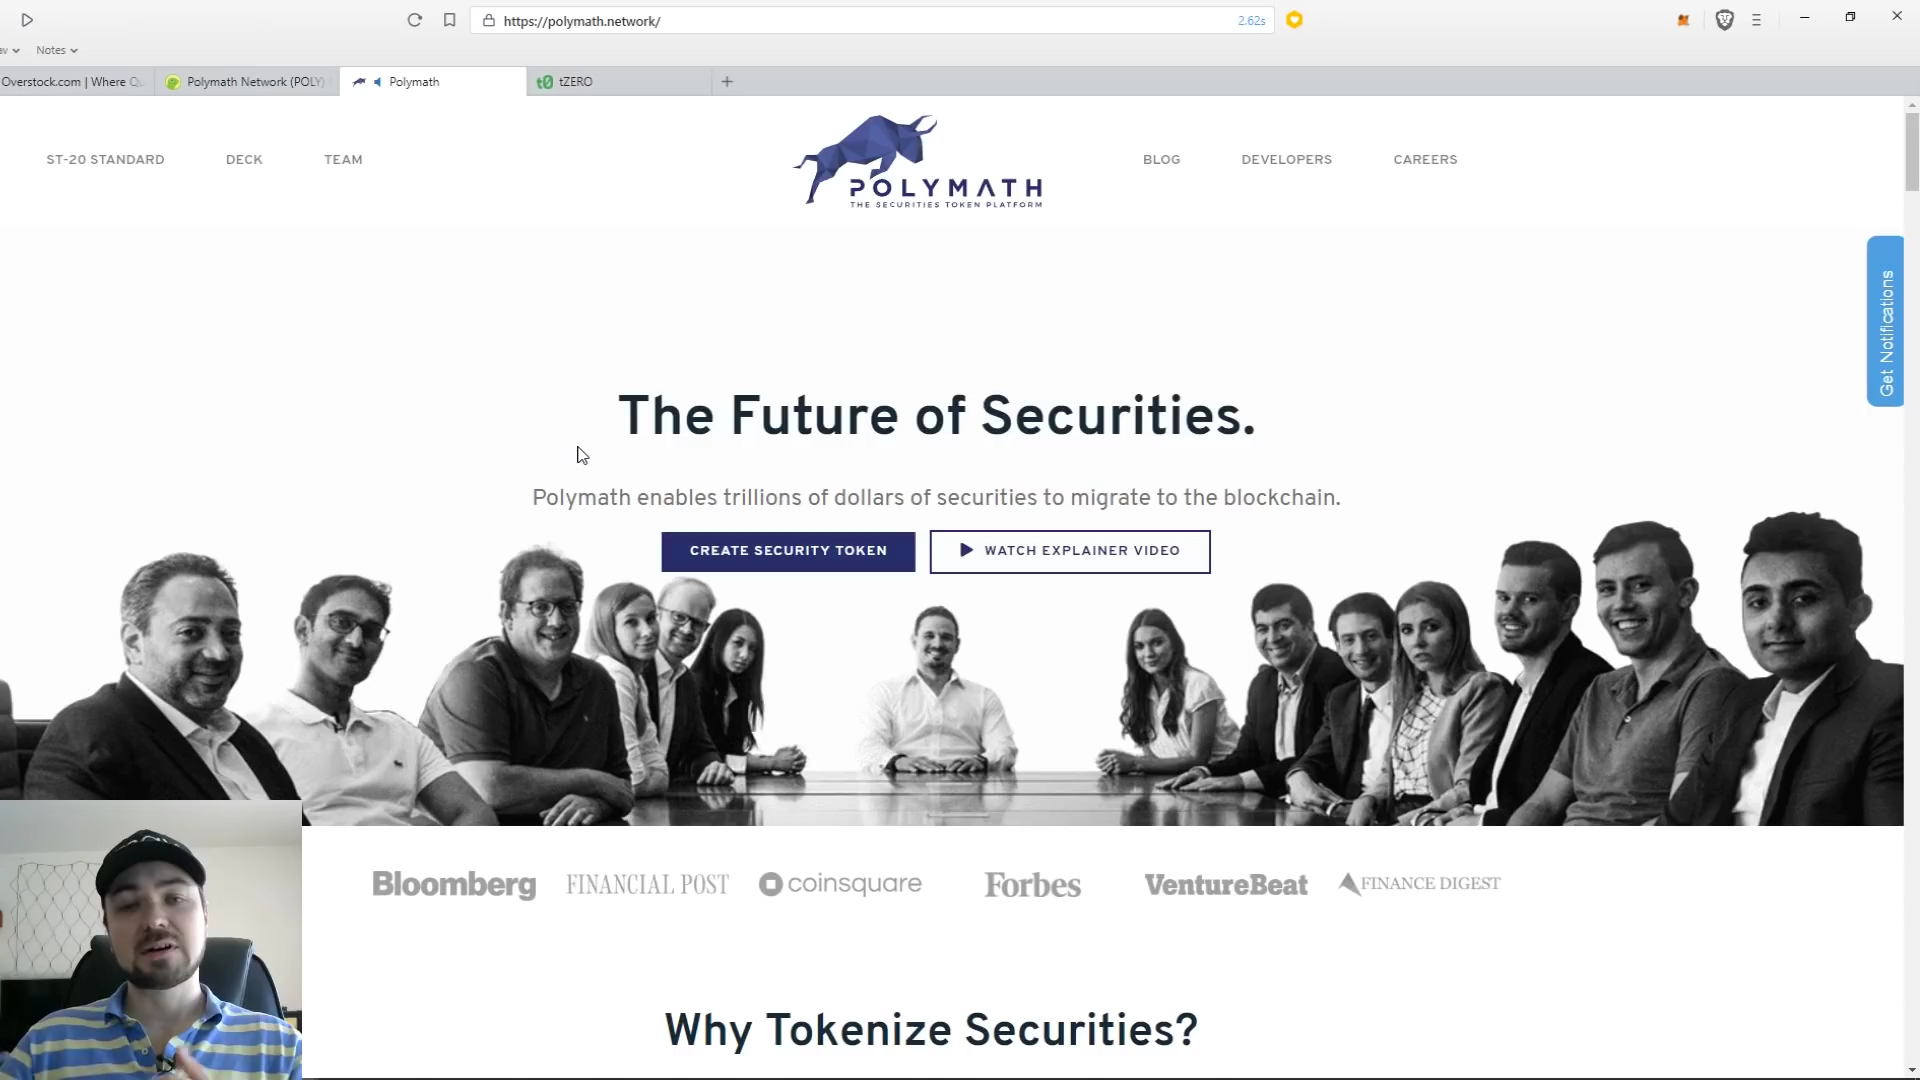 https://polymath.network/
2.62s
Notes
Overstock.com | Where
Polymath Network (POLY)
Polymath
t0 tZERO
ST-20 STANDARD
DECK
TEAM
POLYMATH
THE SECURITIES TOKEN PLATFORM
BLOG
DEVELOPERS
CAREERS
Get Notifications
The Future of Securities.
Polymath enables trillions of dollars of securities to migrate to the blockchain.
CREATE SECURITY TOKEN
WATCH EXPLAINER VIDEO
Bloomberg
FINANCIAL POST
coinsquare
Forbes
VentureBeat
FINANCE DIGEST
Why Tokenize Securities?